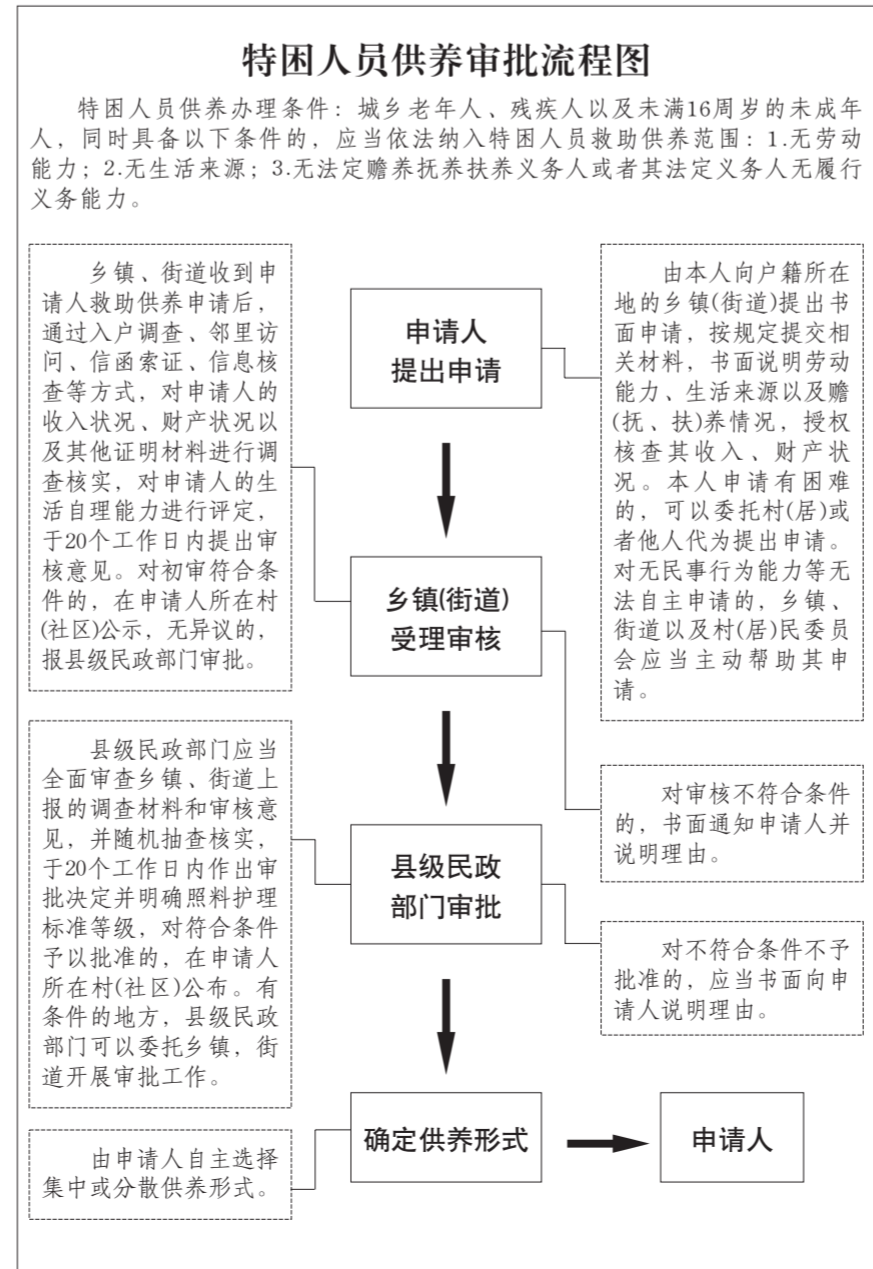 特困人员供养审批流程图
特困人员供养办理条件：城乡老年人、残疾人以及未满16周岁的未成年
人，同时具备以下条件的，应当依法纳入特困人员救助供养范围：1.无劳动
能力；2.无生活来源；3.无法定赡养抚养扶养义务人或者其法定义务人无履行
义务能力。
申请人
提出申请
由本人向户籍所在
地的乡镇(街道)提出书
面申请，按规定提交相
关材料，书面说明劳动
能力、生活来源以及赡
(抚、扶)养情况，授权
核查其收入、财产状
况。本人申请有困难
的，可以委托村(居)或
者他人代为提出申请。
对无民事行为能力等无
法自主申请的，乡镇、
街道以及村(居)民委员
会应当主动帮助其申
请。
乡镇、街道收到申
请人救助供养申请后，
通过入户调查、邻里访
问、信函索证、信息核
查等方式，对申请人的
收入状况、财产状况以
及其他证明材料进行调
查核实，对申请人的生
活自理能力进行评定，
于20个工作日内提出审
核意见。对初审符合条
件的，在申请人所在村
(社区)公示，无异议的，
报县级民政部门审批。
乡镇(街道)
受理审核
对审核不符合条件
的，书面通知申请人并
说明理由。
县级民政部门应当
全面审查乡镇、街道上
报的调查材料和审核意
见，并随机抽查核实，
于20个工作日内作出审
批决定并明确照料护理
标准等级，对符合条件
予以批准的，在申请人
所在村(社区)公布。有
条件的地方，县级民政
部门可以委托乡镇，街
道开展审批工作。
县级民政
部门审批
对不符合条件不予
批准的，应当书面向申
请人说明理由。
由申请人自主选择
集中或分散供养形式。
确定供养形式
申请人